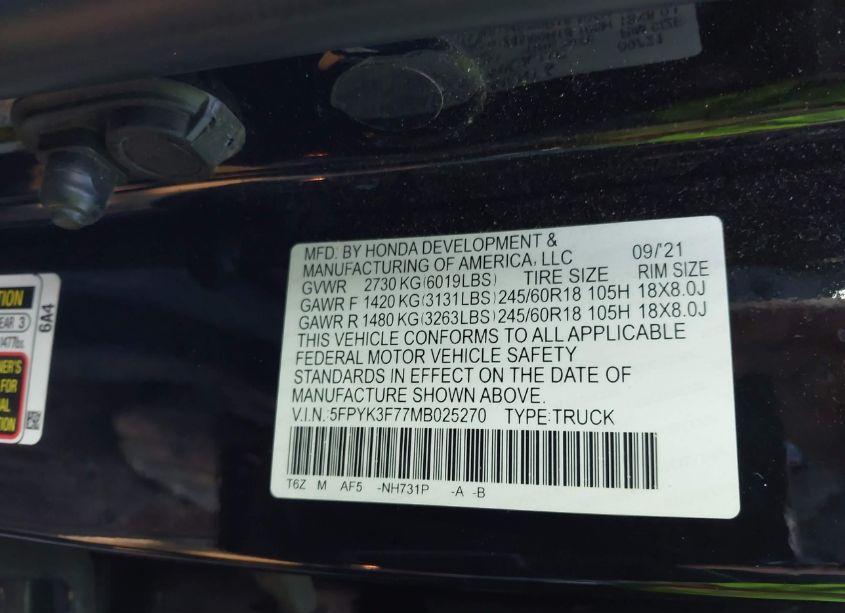 MFD. BY HONDA DEVELOPMENT &
MANUFACTURING OF AMERICA, LLC 09/'21
GVWR 2730 KG(6019LBS) TIRE SIZE RIM SIZE
GAWR F 1420 KG(3131LBS) 245/60R18 105H 18X8.0J
GAWR R 1480 KG(3263LBS) 245/60R18 105H 18X8.0J
THIS VEHICLE CONFORMS TO ALL APPLICABLE
FEDERAL MOTOR VEHICLE SAFETY
STANDARDS IN EFFECT ON THE DATE OF
MANUFACTURE SHOWN ABOVE.
V.I.N.:5FPYK3F77MB025270 TYPE:TRUCK
T6Z M AF5 -NH731P -A -B
6A4
FOR